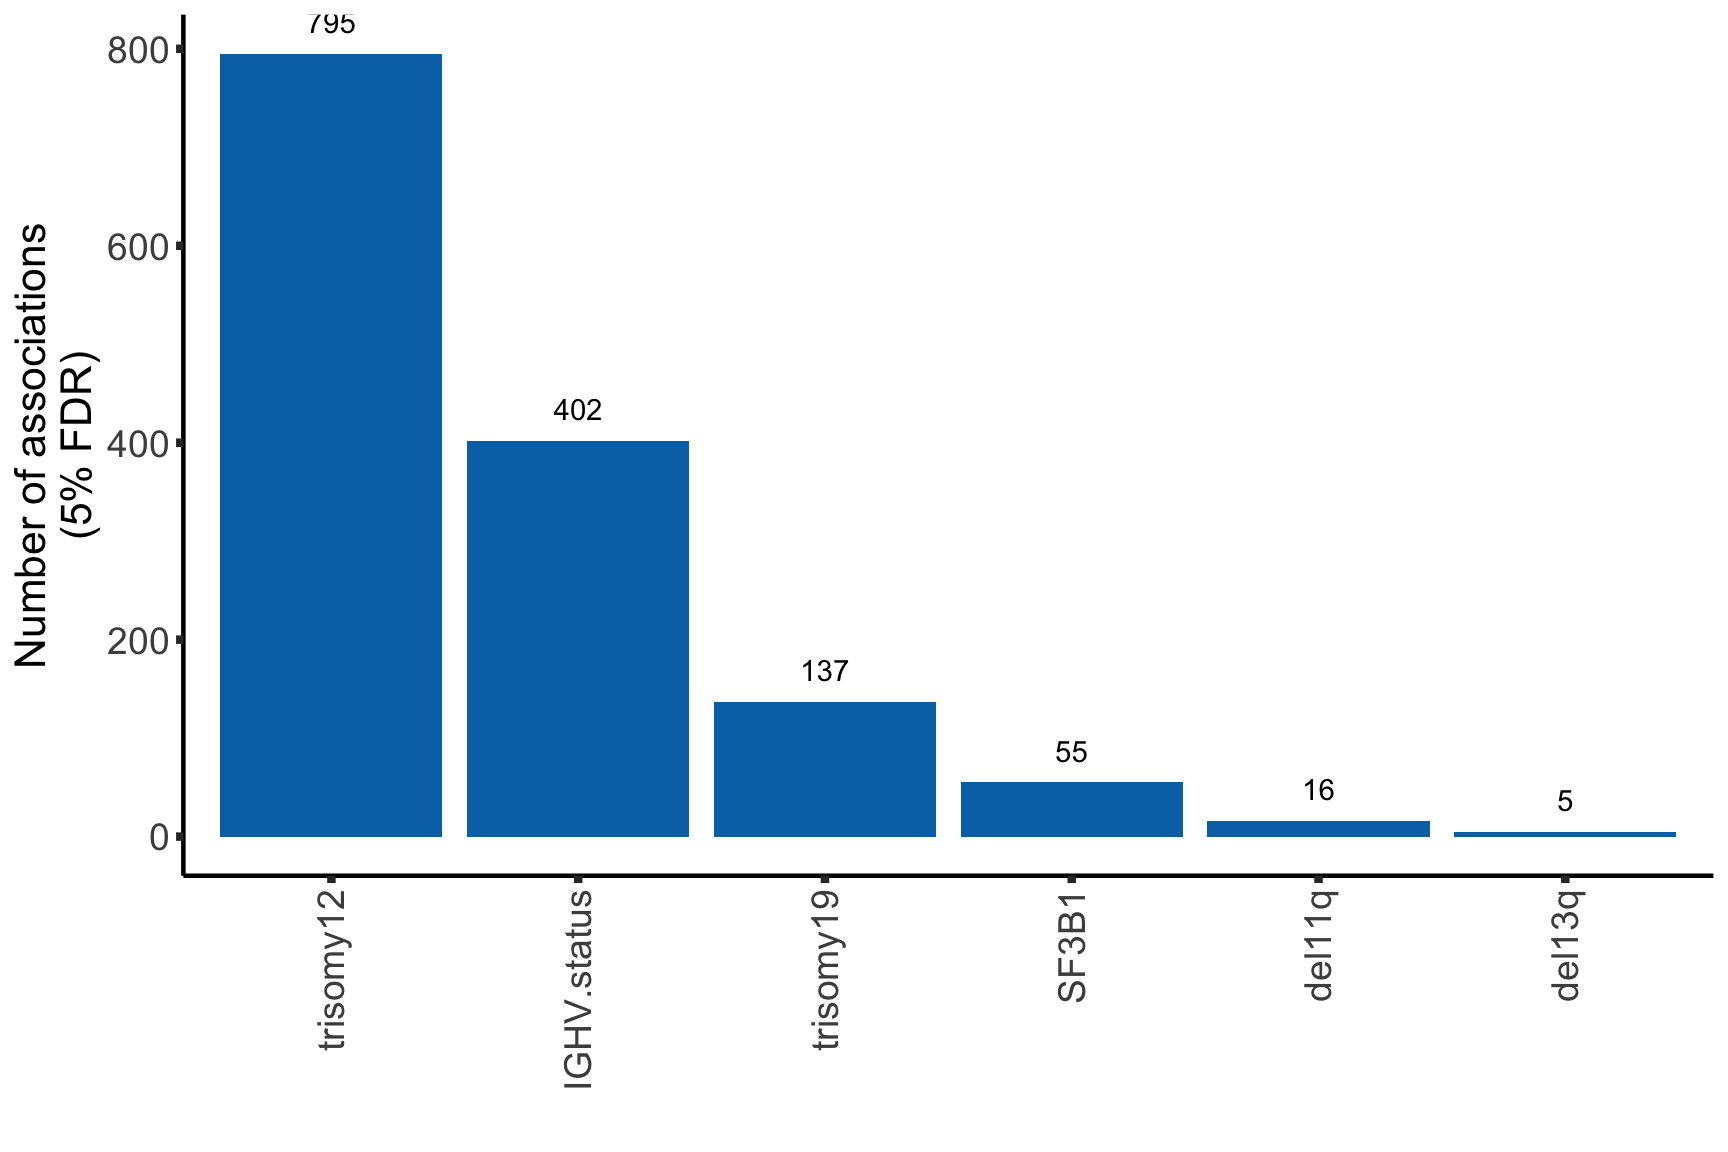 Number of associations
(5% FDR)
800
600
400
200
0
795
402
137
55
16
5
trisomy12
IGHV.status
trisomy19
SF3B1
del11q
del13q